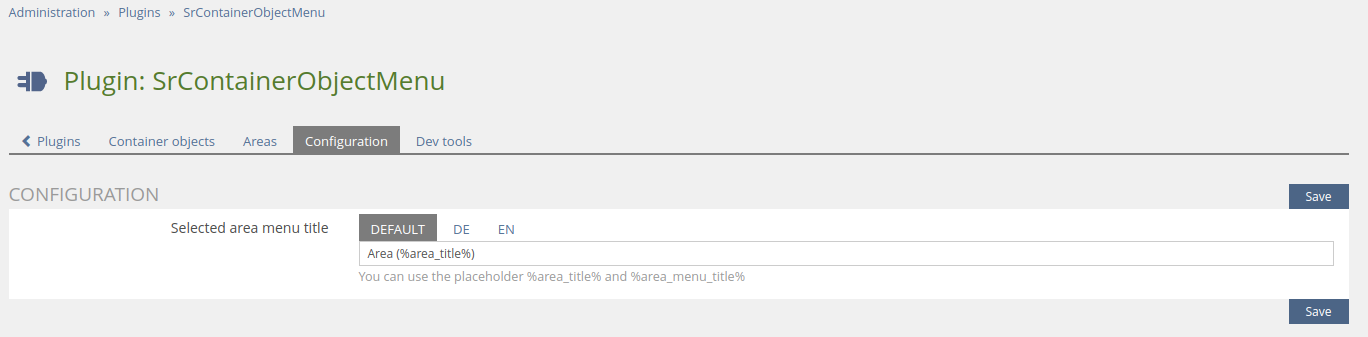 Administration » Plugins » SrContainerObjectMenu
Plugin: SrContainerObjectMenu
Plugins Container objects Areas Configuration Dev tools
CONFIGURATION Save
Selected area menu title DEFAULT DE EN
Area (%area_title%)
You can use the placeholder %area_title% and %area_menu_title%
Save